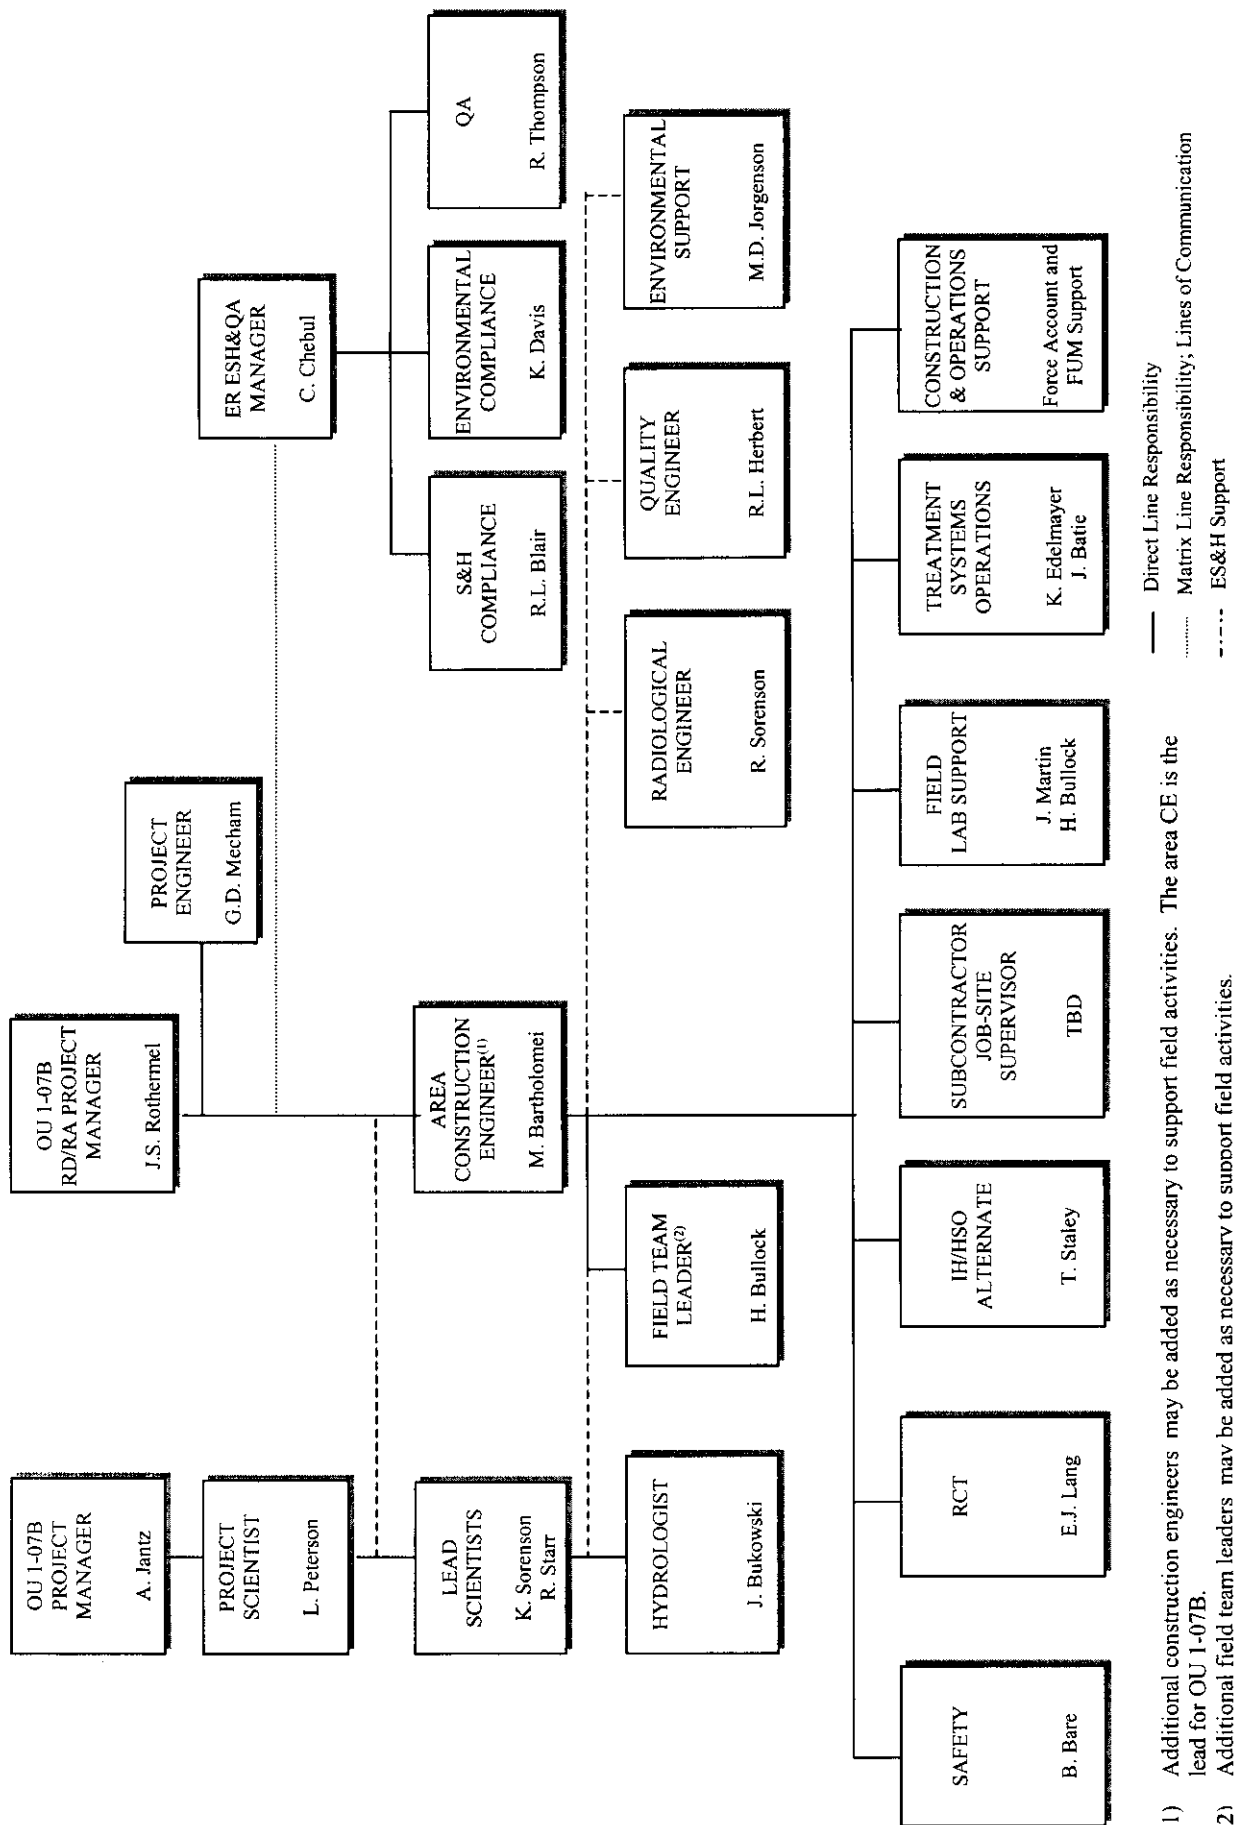 OU 1-07B
PROJECT
MANAGER
A. Jantz
OU 1-07B
RD/RA PROJECT
MANAGER
J.S. Rothermel
PROJECT
SCIENTIST
L. Peterson
PROJECT
ENGINEER
G.D. Mecham
ER ESH&QA
MANAGER
C. Chebul
LEAD
SCIENTISTS
K. Sorenson
R. Starr
AREA
CONSTRUCTION
ENGINEER(1)
M. Bartholomei
S&H
COMPLIANCE
R.L. Blair
ENVIRONMENTAL
COMPLIANCE
K. Davis
QA
R. Thompson
HYDROLOGIST
J. Bukowski
FIELD TEAM
LEADER(2)
H. Bullock
RADIOLOGICAL
ENGINEER
R. Sorenson
QUALITY
ENGINEER
R.L. Herbert
ENVIRONMENTAL
SUPPORT
M.D. Jorgenson
SAFETY
B. Bare
RCT
E.J. Lang
IH/HSO
ALTERNATE
T. Staley
SUBCONTRACTOR
JOB-SITE
SUPERVISOR
TBD
FIELD
LAB SUPPORT
J. Martin
H. Bullock
TREATMENT
SYSTEMS
OPERATIONS
K. Edelmayer
J. Batie
CONSTRUCTION
& OPERATIONS
SUPPORT
Force Account and
FUM Support
Direct Line Responsibility
Matrix Line Responsibility; Lines of Communication
ES&H Support
1) Additional construction engineers may be added as necessary to support field activities. The area CE is the
lead for OU 1-07B.
2) Additional field team leaders may be added as necessary to support field activities.